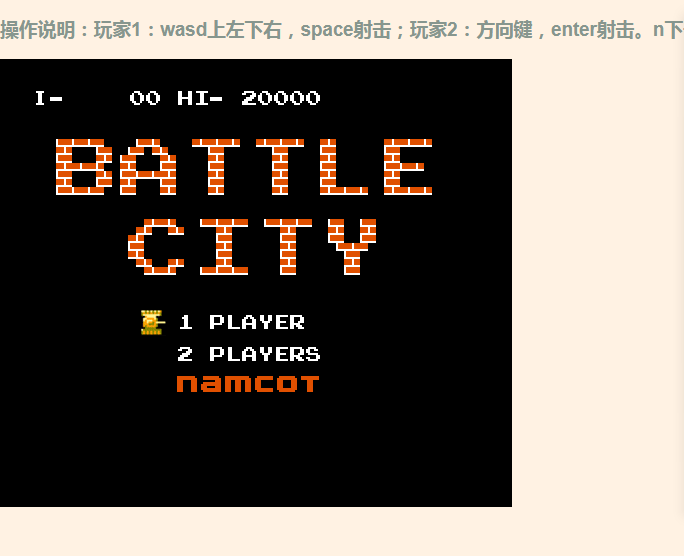 操作说明：玩家1：wasd上左下右，space射击；玩家2：方向键，enter射击。n下
I- 00 HI- 20000
BATTLE
CITY
1 PLAYER
2 PLAYERS
namcoT